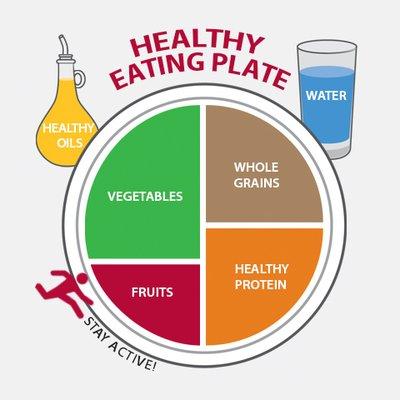 HEALTHY
EATING PLATE
HEALTHY
OILS
WATER
VEGETABLES
WHOLE
GRAINS
FRUITS
HEALTHY
PROTEIN
STAY ACTIVE!